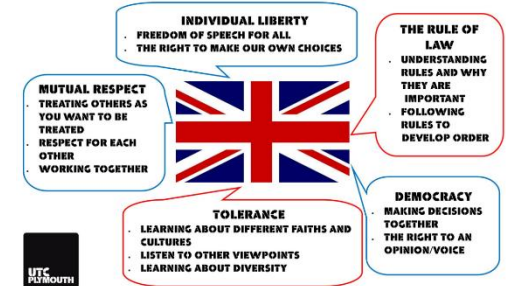 INDIVIDUAL LIBERTY
. FREEDOM OF SPEECH FOR ALL
. THE RIGHT TO MAKE OUR OWN CHOICES
THE RULE OF
LAW
. UNDERSTANDING
RULES AND WHY
THEY ARE
IMPORTANT
. FOLLOWING
RULES TO
DEVELOP ORDER
MUTUAL RESPECT
. TREATING OTHERS AS
YOU WANT TO BE
TREATED
. RESPECT FOR EACH
OTHER
. WORKING TOGETHER
DEMOCRACY
. MAKING DECISIONS
TOGETHER
. THE RIGHT TO AN
OPINION/VOICE
TOLERANCE
. LEARNING ABOUT DIFFERENT FAITHS AND
CULTURES
. LISTEN TO OTHER VIEWPOINTS
. LEARNING ABOUT DIVERSITY
UTC
PLYMOUTH